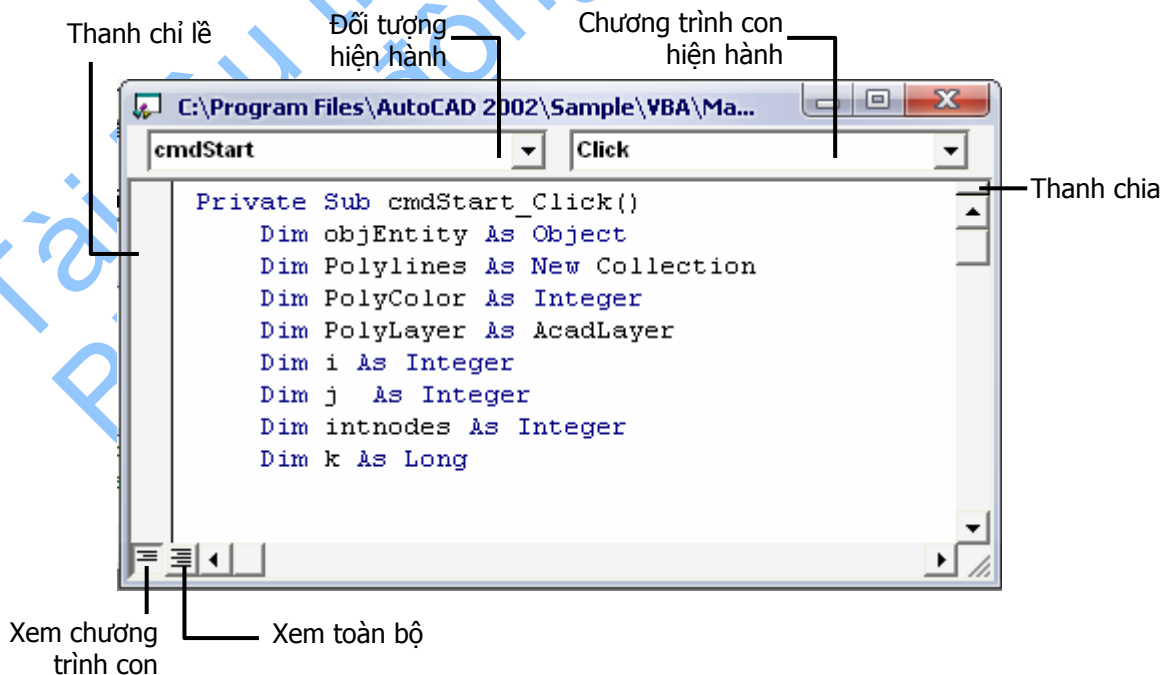 Thanh chỉ lề
Đối tượng
hiện hành
Chương trình con
hiện hành
C:\Program Files\AutoCAD 2002\Sample\VBA\Ma...
cmdStart
Click
Thanh chia
Private Sub cmdStart_Click()
Dim objEntity As Object
Dim Polylines As New Collection
Dim PolyColor As Integer
Dim PolyLayer As AcadLayer
Dim i As Integer
Dim j  As Integer
Dim intnodes As Integer
Dim k As Long
Xem chương
trình con
Xem toàn bộ